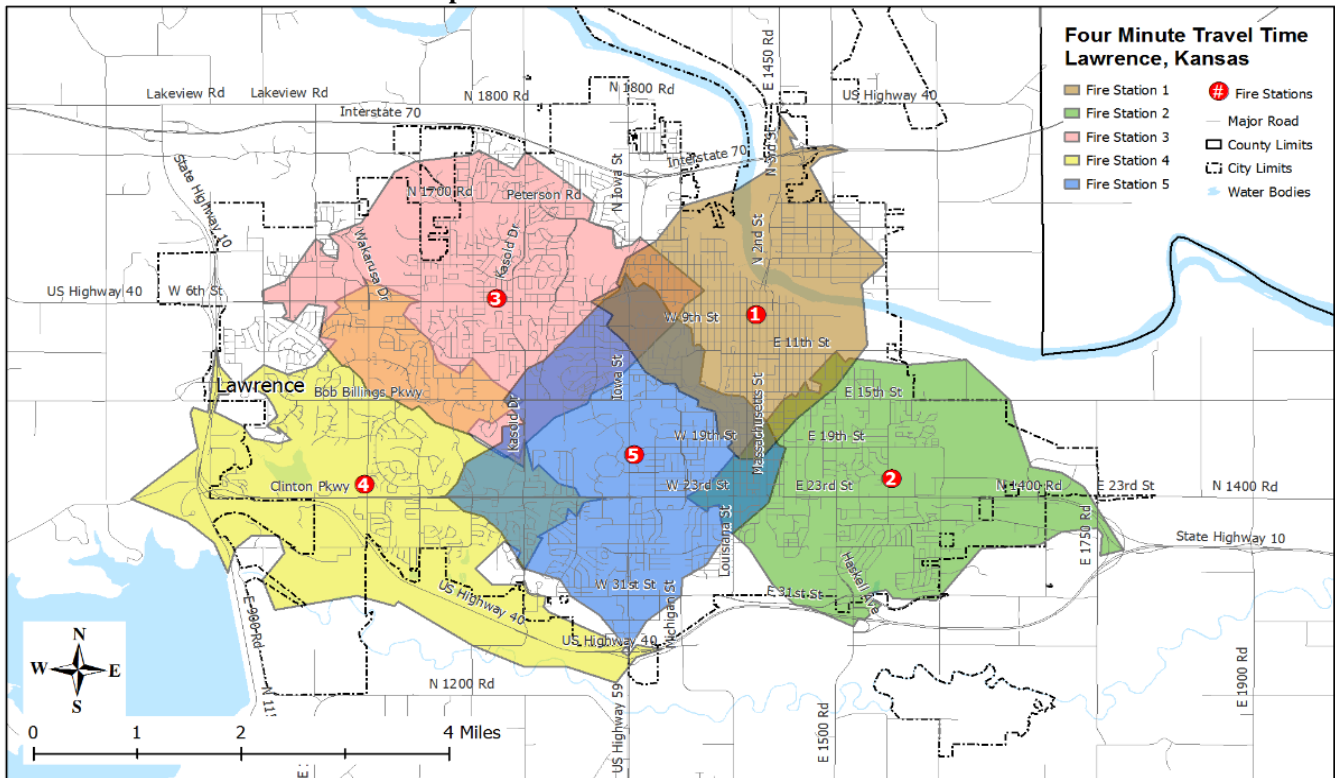 Four Minute Travel Time
Lawrence, Kansas
Fire Station 1
Fire Station 2
Fire Station 3
Fire Station 4
Fire Station 5
# Fire Stations
Major Road
County Limits
City Limits
Water Bodies
Lakeview Rd
Lakeview Rd
N 1800 Rd
N 1800 Rd
E 1450 Rd
US Highway 40
Interstate 70
Interstate 70
State Highway 10
N 1700 Rd
Peterson Rd
N Iowa St
N 3rd St
N 2nd St
Wakarusa Dr
Kasold Dr
US Highway 40
W 6th St
3
1
W 9th St
E 11th St
Iowa St
Lawrence
Bob Billings Pkwy
Kasold Dr
Massachusetts St
E 15th St
W 19th St
E 19th St
5
4
2
Clinton Pkwy
W 23rd St
E 23rd St
N 1400 Rd
E 23rd St
N 1400 Rd
Louisiana St
E 1750 Rd
State Highway 10
W 31st St
E 31st St
Haskell Ave
US Highway 40
E 900 Rd
Michigan St
US Highway 40
N 1200 Rd
US Highway 59
E 1500 Rd
E 1900 Rd
N
W E
S
0 1 2 4 Miles